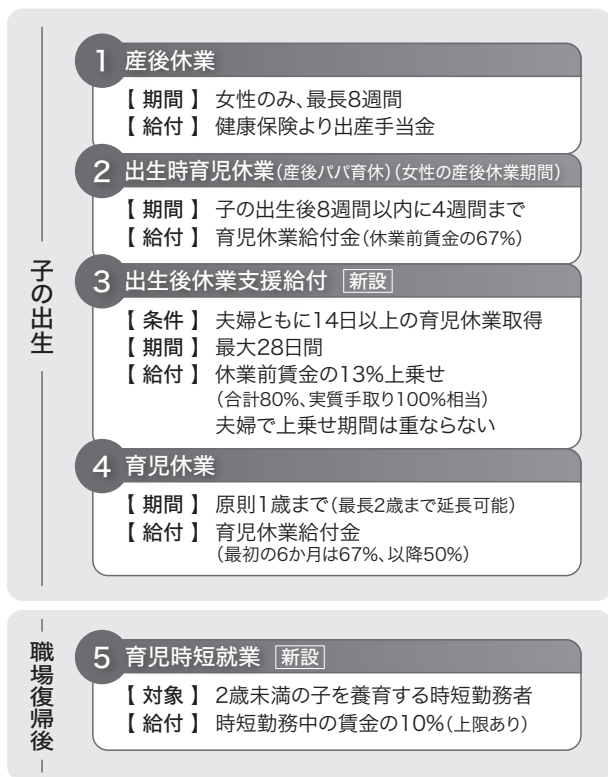 子の出生
1 産後休業
【 期間 】 女性のみ、最長8週間
【 給付 】 健康保険より出産手当金
2 出生時育児休業(産後パパ育休)(女性の産後休業期間)
【 期間 】 子の出生後8週間以内に4週間まで
【 給付 】 育児休業給付金(休業前賃金の67%)
3 出生後休業支援給付 新設
【 条件 】 夫婦ともに14日以上の育児休業取得
【 期間 】 最大28日間
【 給付 】 休業前賃金の13%上乗せ
(合計80%、実質手取り100%相当)
夫婦で上乗せ期間は重ならない
4 育児休業
【 期間 】 原則1歳まで(最長2歳まで延長可能)
【 給付 】 育児休業給付金
(最初の6か月は67%、以降50%)
職場復帰後
5 育児時短就業 新設
【 対象 】 2歳未満の子を養育する時短勤務者
【 給付 】 時短勤務中の賃金の10%(上限あり)